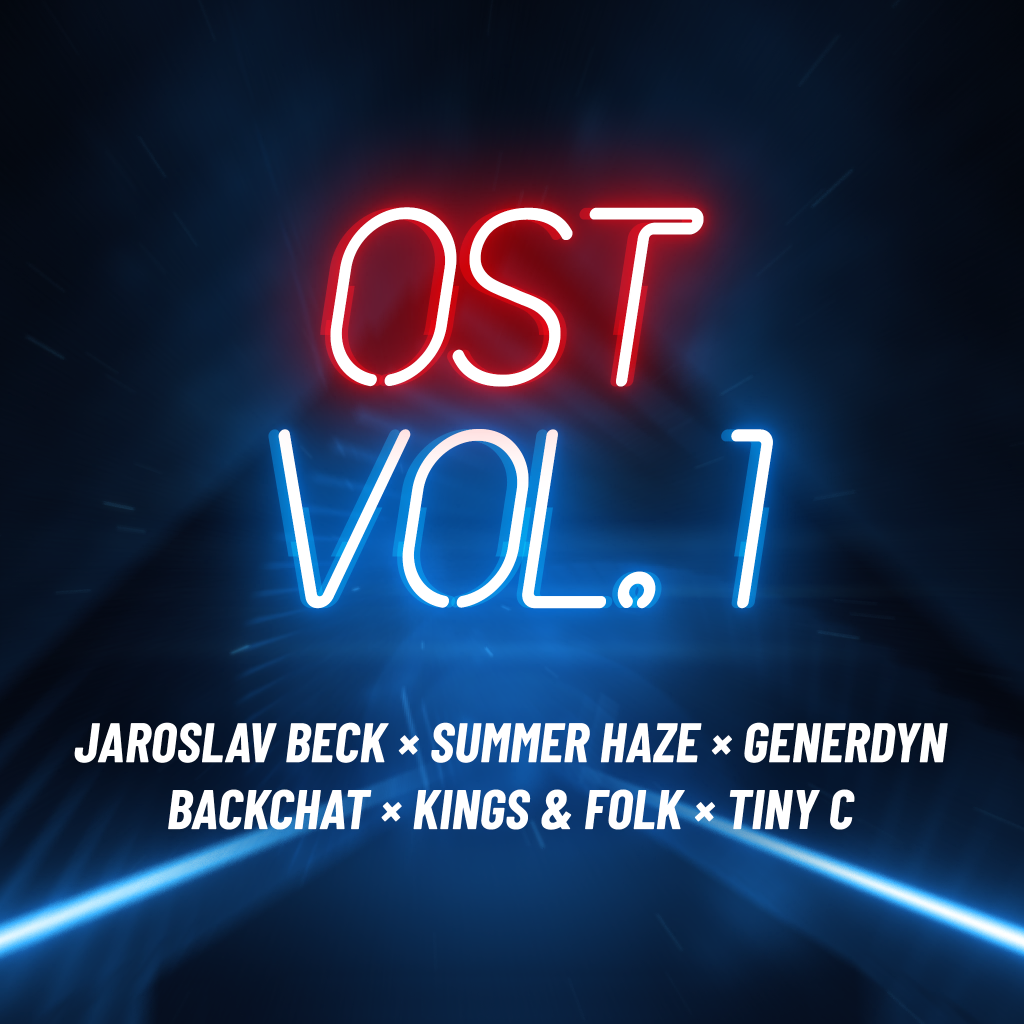 OST
VOL. 1
JAROSLAV BECK × SUMMER HAZE × GENERDYN
BACKCHAT × KINGS & FOLK × TINY C